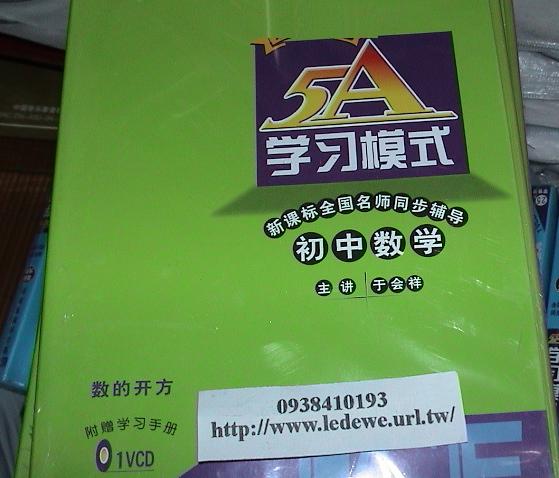 5A
学习模式
新课标全国名师同步辅导
初中数学
主讲 于会祥
数的开方
附赠学习手册
1VCD
0938410193
http://www.ledewe.url.tw/